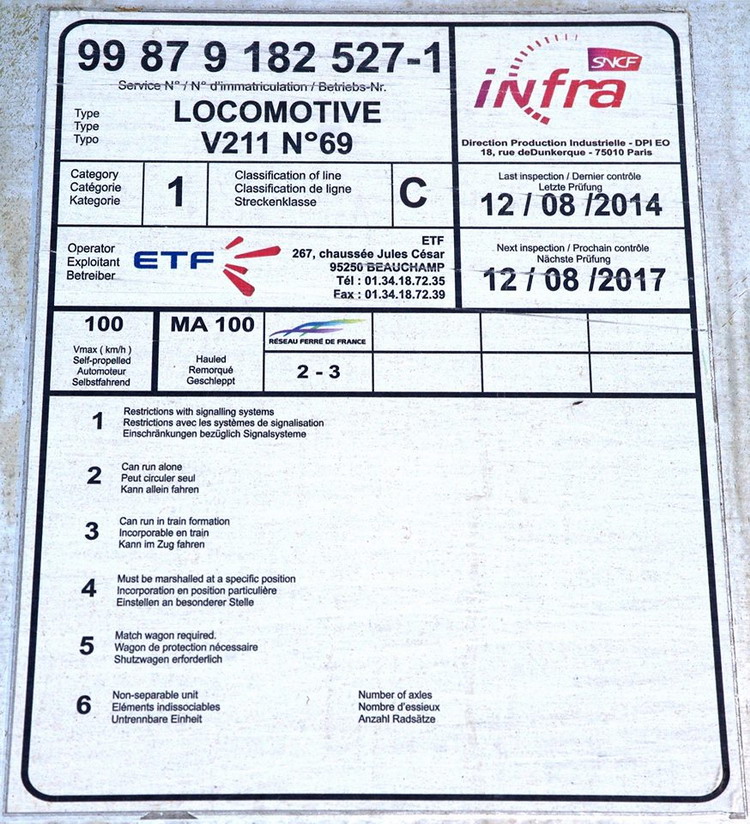 99 87 9 182 527-1
Service N° / N° d'immatriculation / Betriebs-Nr.
Type
Type
Typo
LOCOMOTIVE
V211 N°69
SNCF
infra
Direction Production Industrielle - DPI EO
18, rue deDunkerque - 75010 Paris
Category
Catégorie
Kategorie
1
Classification of line
Classification de ligne
Streckenklasse
C
Last inspection / Dernier contrôle
Letzte Prüfung
12 / 08 /2014
Operator
Exploitant
Betreiber
ETF
ETF
267, chaussée Jules César
95250 BEAUCHAMP
Tél : 01.34.18.72.35
Fax : 01.34.18.72.39
Next inspection / Prochain contrôle
Nächste Prüfung
12 / 08 /2017
100
Vmax ( km/h )
Self-propelled
Automoteur
Selbstfahrend
MA 100
Hauled
Remorqué
Geschleppt
RÉSEAU FERRÉ DE FRANCE
2 - 3
1
Restrictions with signalling systems
Restrictions avec les systèmes de signalisation
Einschränkungen bezüglich Signalsysteme
2
Can run alone
Peut circuler seul
Kann allein fahren
3
Can run in train formation
Incorporable en train
Kann im Zug fahren
4
Must be marshalled at a specific position
Incorporation en position particulière
Einstellen an besonderer Stelle
5
Match wagon required.
Wagon de protection nécessaire
Shutzwagen erforderlich
6
Non-separable unit
Eléments indissociables
Untrennbare Einheit
Number of axles
Nombre d'essieux
Anzahl Radsätze